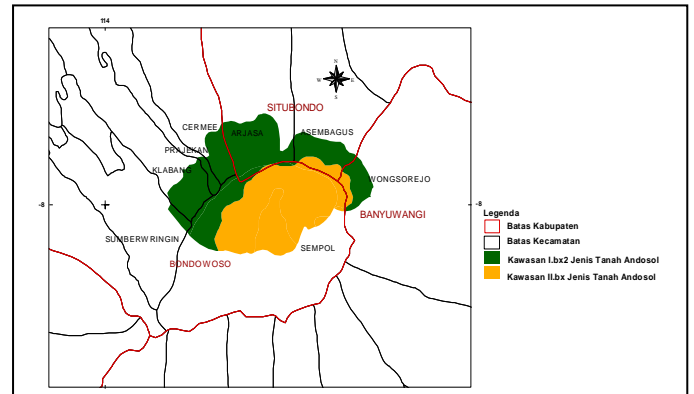 114
N
W E
S
SITUBONDO
CERMEE
ARJASA
ASEMBAGUS
PRAJEKAN
KLABANG
WONGSOREJO
-8
-8
BANYUWANGI
SUMBERWRINGIN
SEMPOL
BONDOWOSO
Legenda
Batas Kabupaten
Batas Kecamatan
Kawasan I.bx2 Jenis Tanah Andosol
Kawasan II.bx Jenis Tanah Andosol